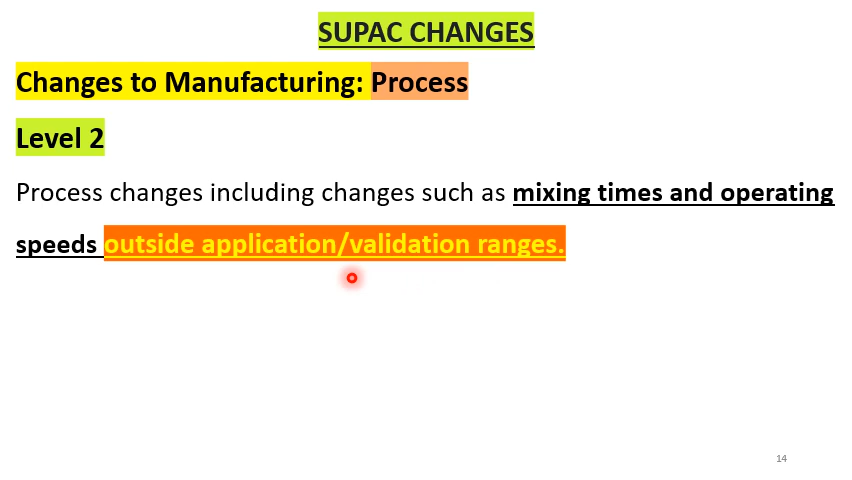 SUPAC CHANGES
Changes to Manufacturing: Process
Level 2
Process changes including changes such as mixing times and operating
speeds outside application/validation ranges.
14